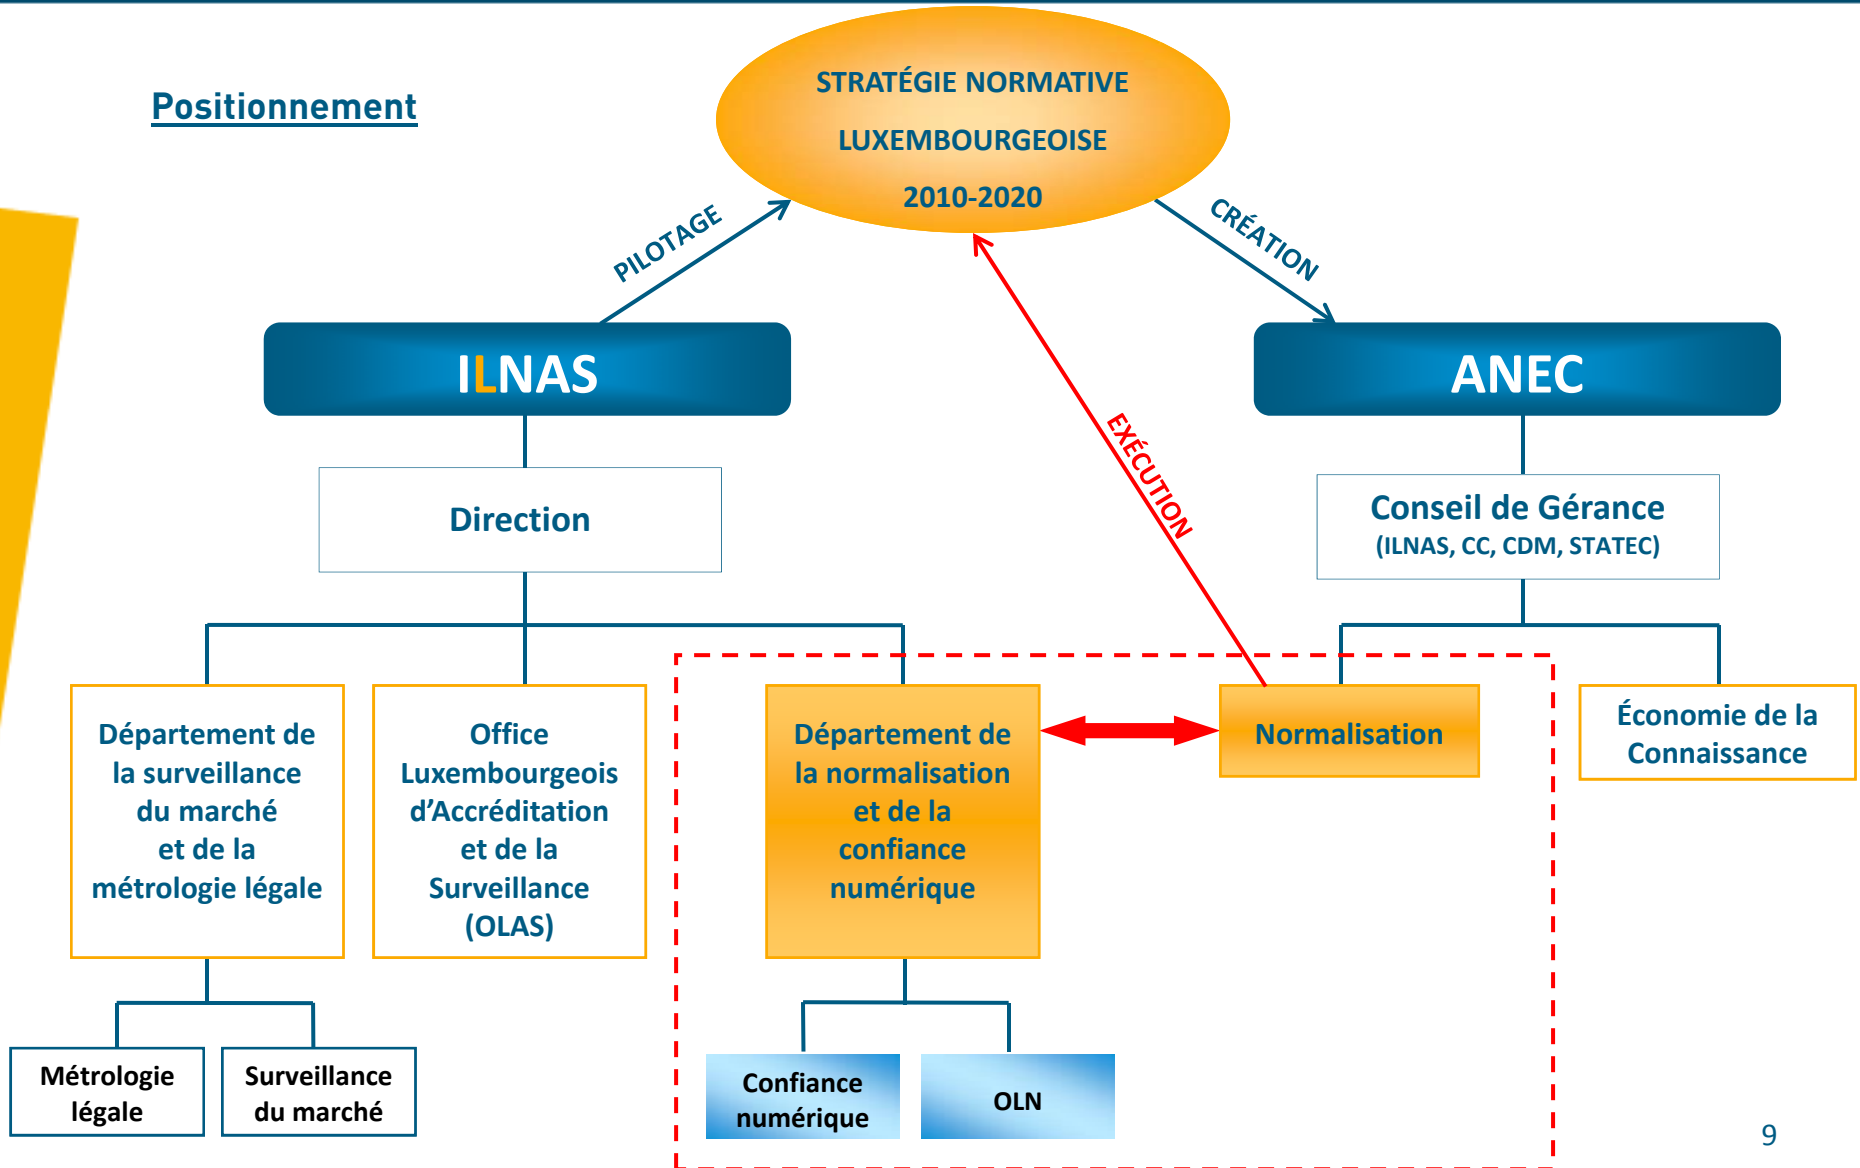 Positionnement
STRATÉGIE NORMATIVE
LUXEMBOURGEOISE
2010-2020
PILOTAGE
CRÉATION
ILNAS
ANEC
EXÉCUTION
Direction
Conseil de Gérance
(ILNAS, CC, CDM, STATEC)
Département de
la surveillance
du marché
et de la
métrologie légale
Office
Luxembourgeois
d’Accréditation
et de la
Surveillance
(OLAS)
Département de
la normalisation
et de la
confiance
numérique
Normalisation
Économie de la
Connaissance
Métrologie
légale
Surveillance
du marché
Confiance
numérique
OLN
9